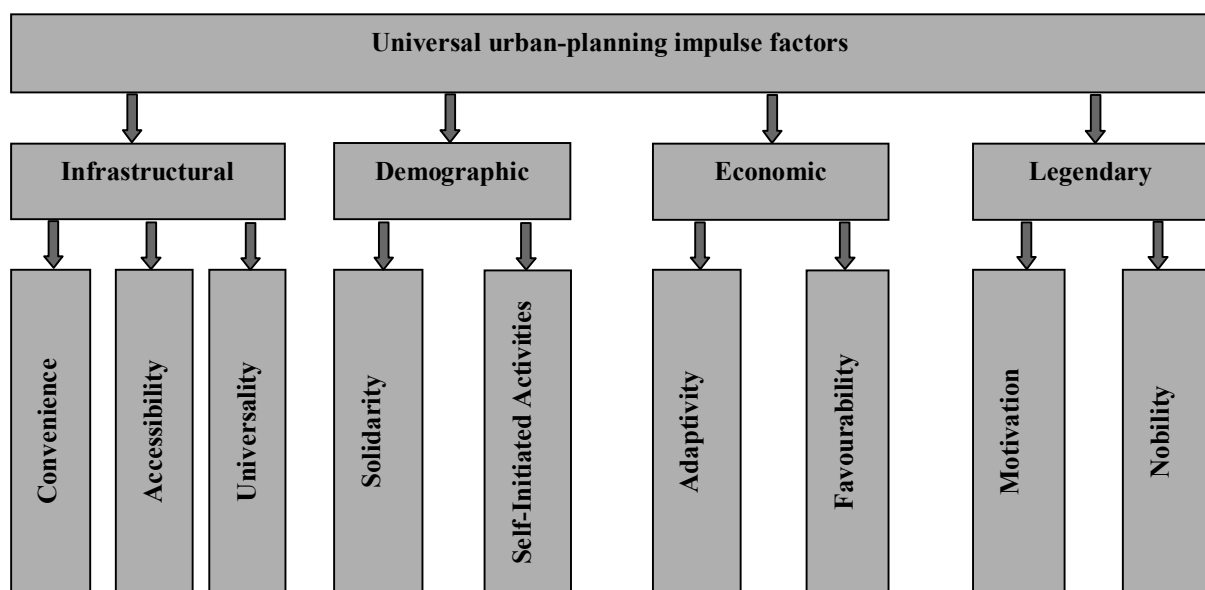 Universal urban-planning impulse factors
Infrastructural
Demographic
Economic
Legendary
Convenience
Accessibility
Universality
Solidarity
Self-Initiated Activities
Adaptivity
Favourability
Motivation
Nobility